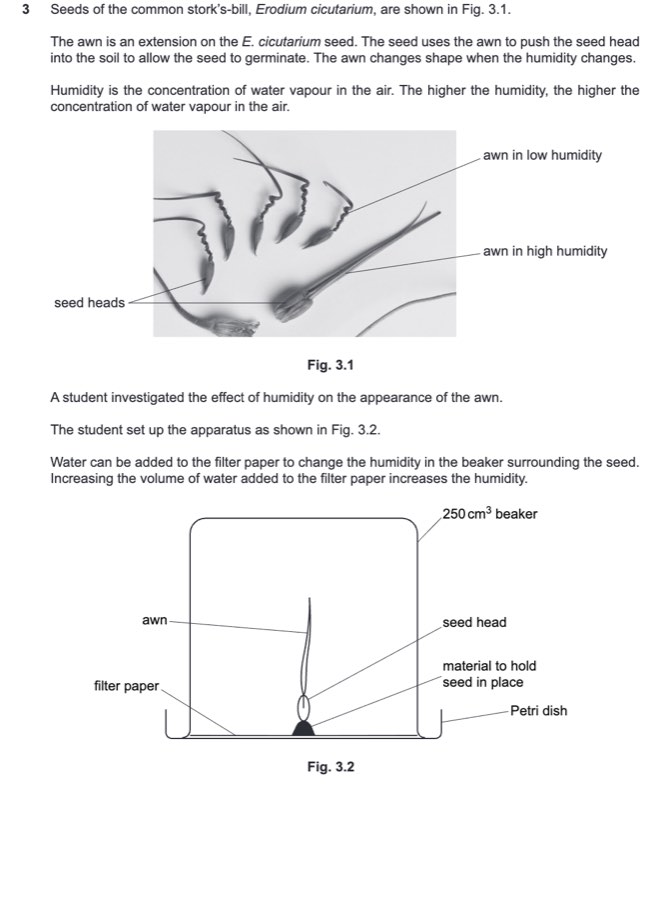 3 Seeds of the common stork's-bill, Erodium cicutarium, are shown in Fig. 3.1.
The awn is an extension on the E. cicutarium seed. The seed uses the awn to push the seed head
into the soil to allow the seed to germinate. The awn changes shape when the humidity changes.
Humidity is the concentration of water vapour in the air. The higher the humidity, the higher the
concentration of water vapour in the air.
awn in low humidity
awn in high humidity
seed heads
Fig. 3.1
A student investigated the effect of humidity on the appearance of the awn.
The student set up the apparatus as shown in Fig. 3.2.
Water can be added to the filter paper to change the humidity in the beaker surrounding the seed.
Increasing the volume of water added to the filter paper increases the humidity.
250 cm³ beaker
awn
seed head
material to hold
seed in place
filter paper
Petri dish
Fig. 3.2